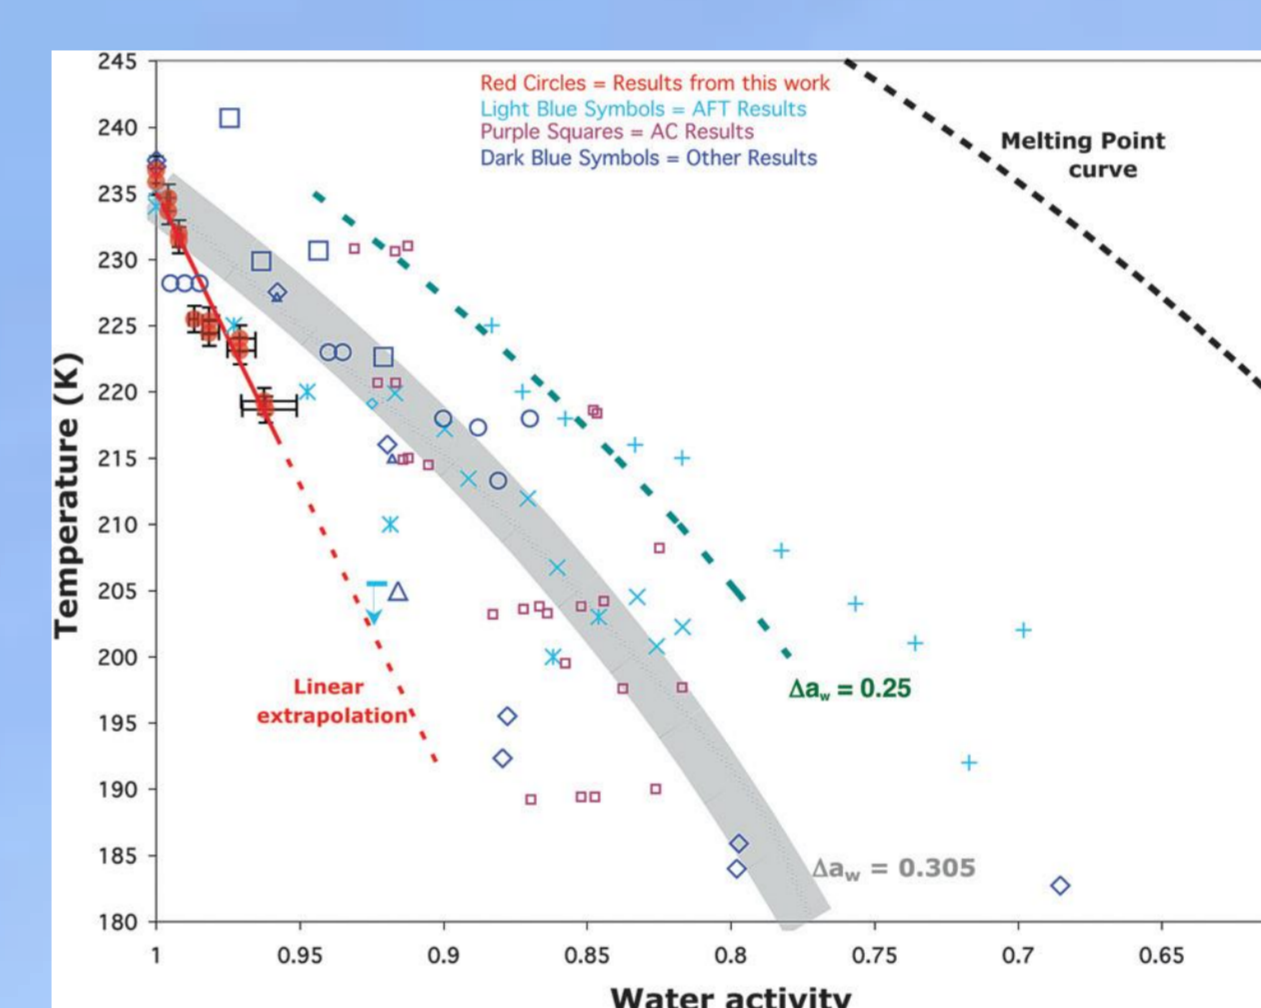 245
240
235
230
225
220
215
210
205
200
195
190
185
180
Temperature (K)
Red Circles = Results from this work
Light Blue Symbols = AFT Results
Purple Squares = AC Results
Dark Blue Symbols = Other Results
Melting Point
curve
Linear
extrapolation
Δaw = 0.25
Δaw = 0.305
1
0.95
0.9
0.85
0.8
0.75
0.7
0.65
Water activity